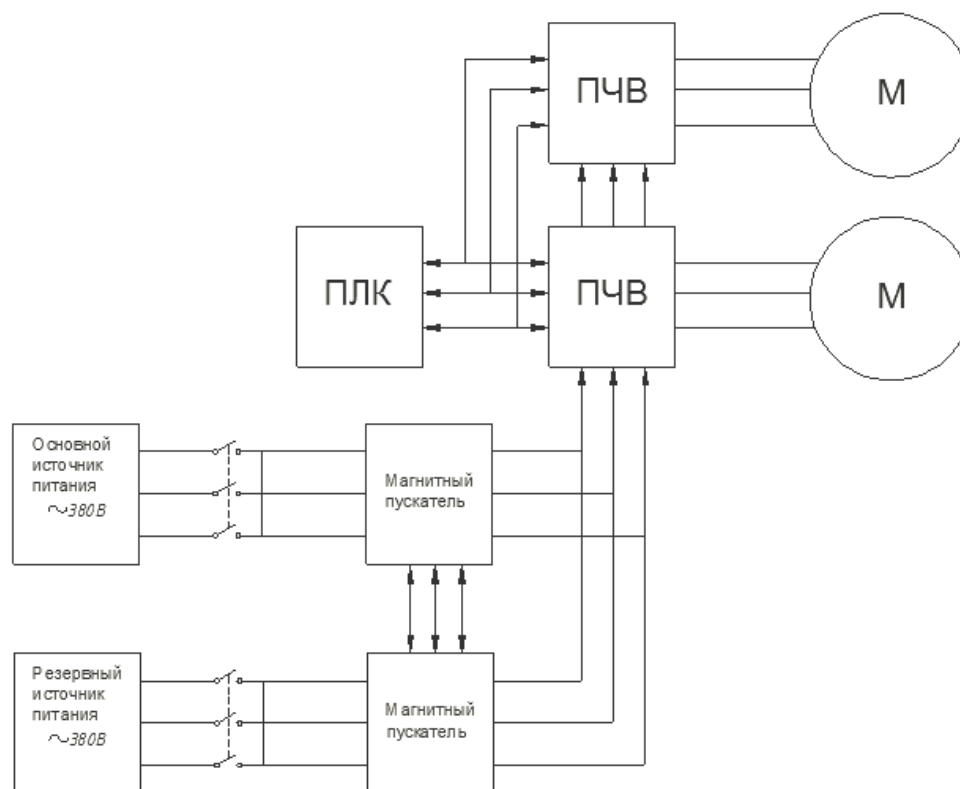 ПЧВ
М
ПЛК
ПЧВ
М
Основной
источник
питания
~380В
Магнитный
пускатель
Резервный
источник
питания
~380В
Магнитный
пускатель